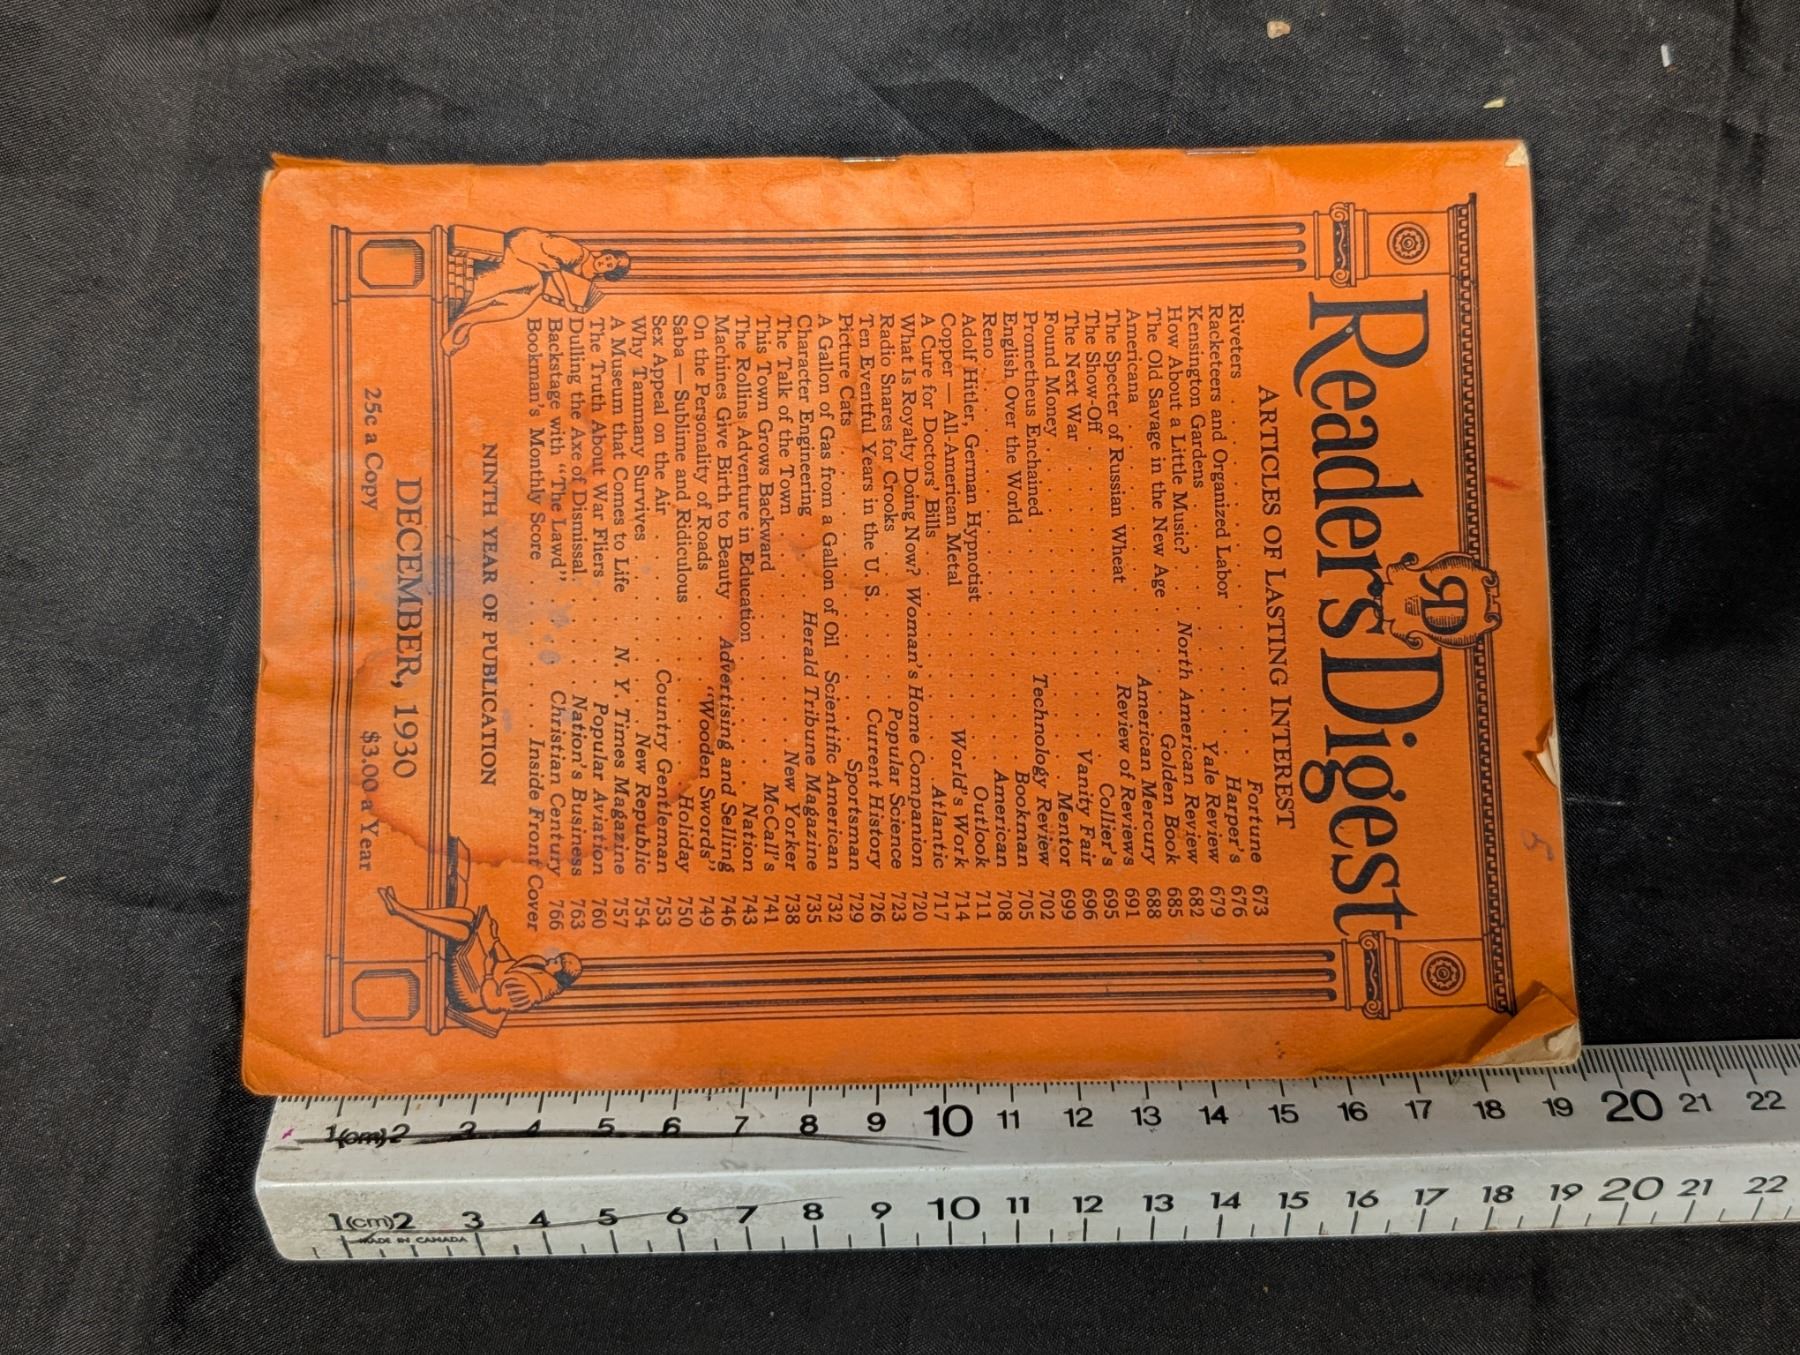 RD
Reader's Digest
ARTICLES OF LASTING INTEREST
Riveters . . . . . . . Fortune 673
Racketeers and Organized Labor . . . . Harper's 676
Kensington Gardens . . . . . Yale Review 679
How About a Little Music? . . North American Review 682
The Old Savage in the New Age . . . Golden Book 685
Americana . . . . . . American Mercury 688
The Specter of Russian Wheat . . . Review of Reviews 691
The Show-Off . . . . . . Collier's 695
The Next War . . . . . . Vanity Fair 696
Found Money . . . . . . Mentor 699
Prometheus Enchained . . . . Technology Review 702
English Over the World . . . . . Bookman 705
Reno . . . . . . . American 708
Adolf Hitler, German Hypnotist . . . . Outlook 711
Copper — All-American Metal . . . World's Work 714
A Cure for Doctors' Bills . . . . . Atlantic 717
What Is Royalty Doing Now? Woman's Home Companion 720
Radio Snares for Crooks . . . . Popular Science 723
Ten Eventful Years in the U. S. . . . Current History 726
Picture Cats . . . . . . Sportsman 729
A Gallon of Gas from a Gallon of Oil Scientific American 732
Character Engineering . . Herald Tribune Magazine 735
The Talk of the Town . . . . . New Yorker 738
This Town Grows Backward . . . . McCall's 741
The Rollins Adventure in Education . . . . Nation 743
Machines Give Birth to Beauty Advertising and Selling 746
On the Personality of Roads . . . "Wooden Swords" 749
Saba — Sublime and Ridiculous . . . . Holiday 750
Sex Appeal on the Air . . . . Country Gentleman 753
Why Tammany Survives . . . . New Republic 754
A Museum that Comes to Life . . N. Y. Times Magazine 757
The Truth About War Fliers . . . Popular Aviation 760
Dulling the Axe of Dismissal . . . Nation's Business 763
Backstage with "The Lawd" . . . Christian Century 766
Bookman's Monthly Score . . . . Inside Front Cover
NINTH YEAR OF PUBLICATION
DECEMBER, 1930
25c a Copy $3.00 a Year
1(cm)2 3 4 5 6 7 8 9 10 11 12 13 14 15 16 17 18 19 20 21 22
1(cm)2 3 4 5 6 7 8 9 10 11 12 13 14 15 16 17 18 19 20 21 22
MADE IN CANADA